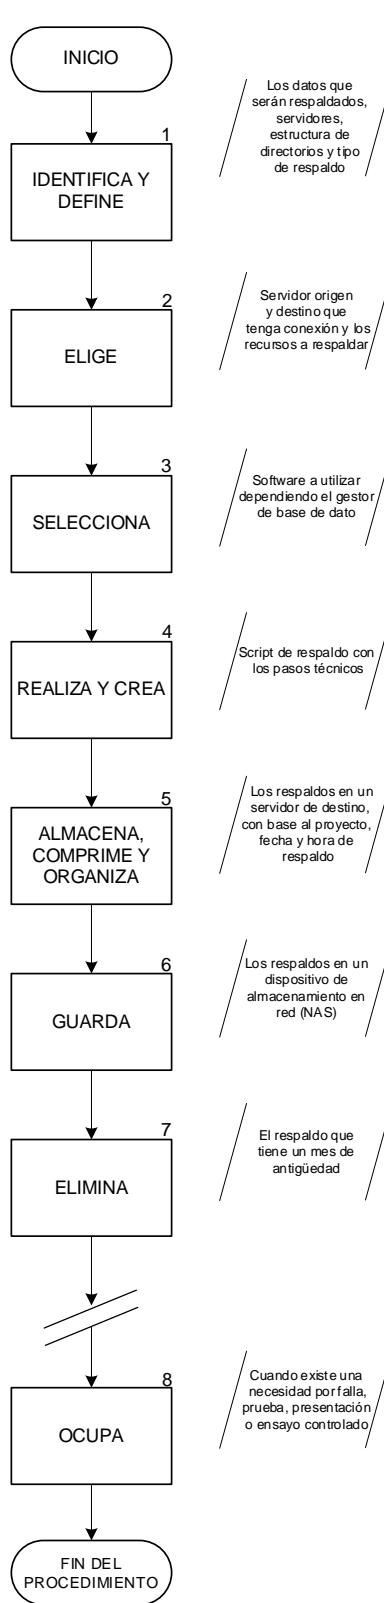 INICIO
1
IDENTIFICA Y
DEFINE
Los datos que
serán respaldados,
servidores,
estructura de
directorios y tipo
de respaldo
2
ELIGE
Servidor origen
y destino que
tenga conexión y los
recursos a respaldar
3
SELECCIONA
Software a utilizar
dependiendo el gestor
de base de dato
4
REALIZA Y CREA
Script de respaldo con
los pasos técnicos
5
ALMACENA,
COMPRIME Y
ORGANIZA
Los respaldos en un
servidor de destino,
con base al proyecto,
fecha y hora de
respaldo
6
GUARDA
Los respaldos en un
dispositivo de
almacenamiento en
red (NAS)
7
ELIMINA
El respaldo que
tiene un mes de
antigüedad
8
OCUPA
Cuando existe una
necesidad por falla,
prueba, presentación
o ensayo controlado
FIN DEL
PROCEDIMIENTO